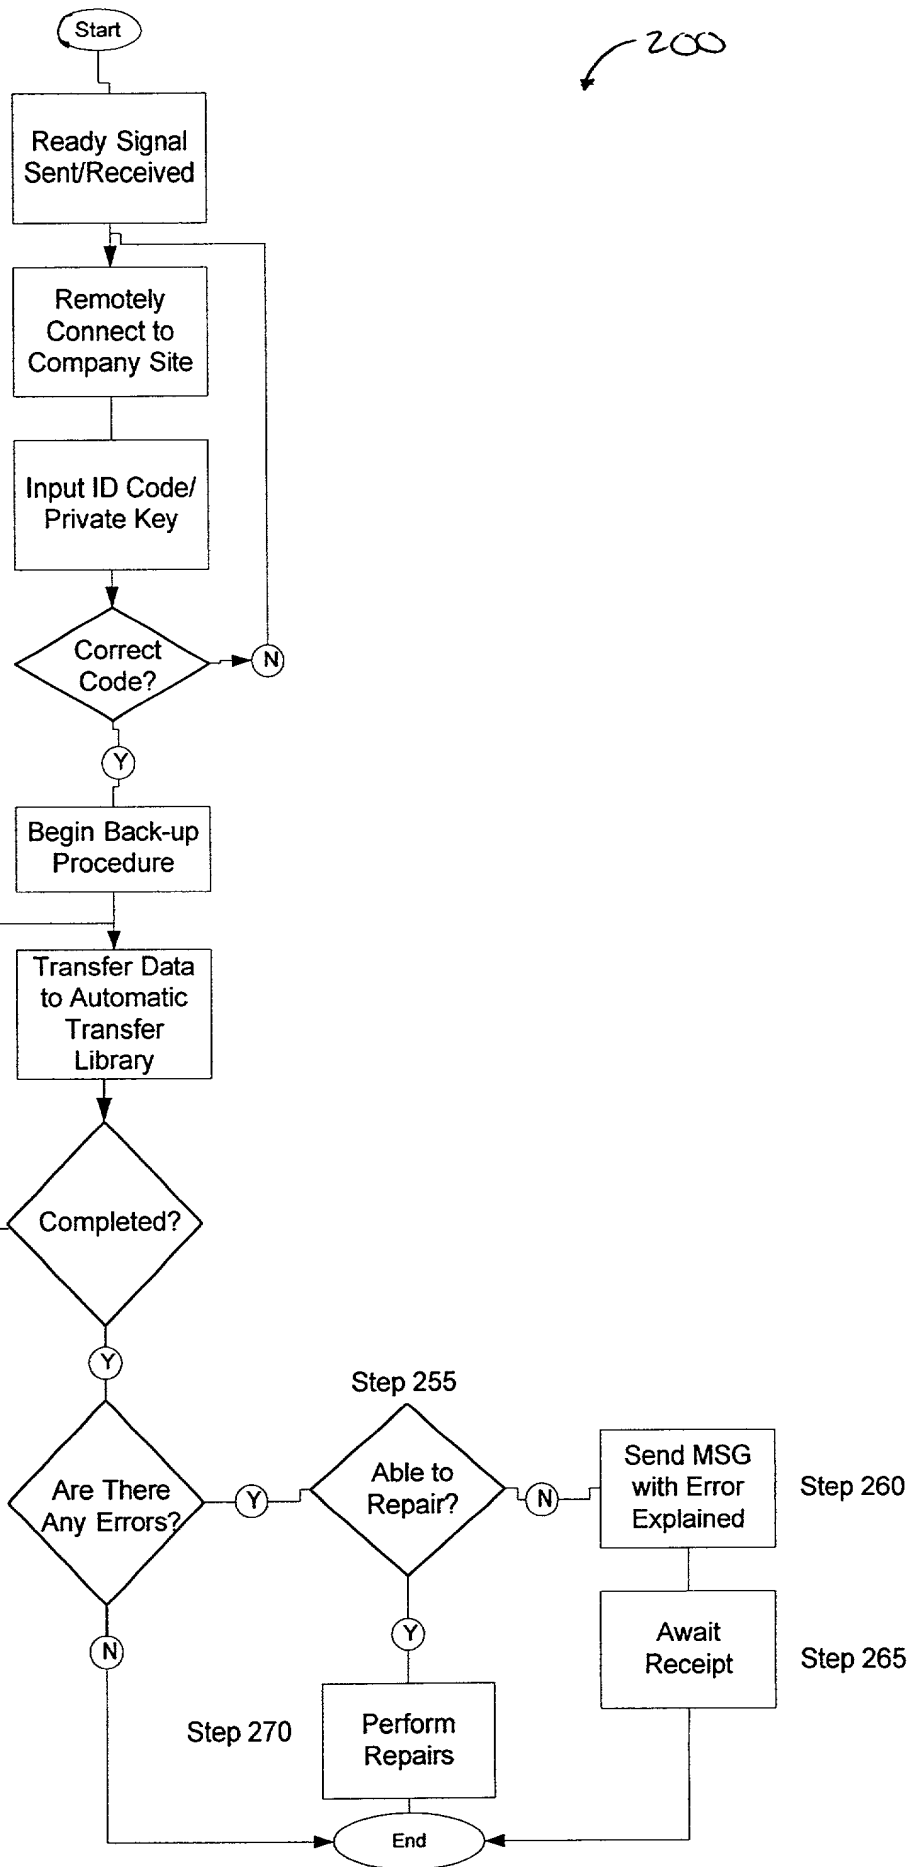 Start
200
Ready Signal
Sent/Received
Remotely
Connect to
Company Site
Input ID Code/
Private Key
Correct
Code?
N
Y
Begin Back-up
Procedure
Transfer Data
to Automatic
Transfer
Library
Completed?
Y
Step 255
Are There
Any Errors?
Y
Able to
Repair?
N
Send MSG
with Error
Explained
Step 260
N
Y
Await
Receipt
Step 265
Step 270
Perform
Repairs
End